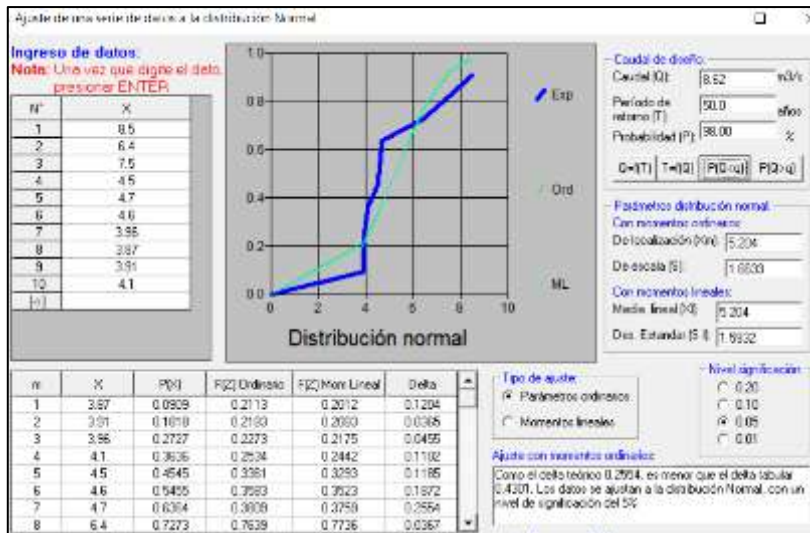 Ajuste de una serie de datos a la distribución Normal
Ingreso de datos:
Nota: Una vez que digite el dato, presionar ENTER
N° X
1 8.5
2 6.4
3 7.5
4 4.5
5 4.7
6 4.6
7 3.96
8 3.87
9 3.91
10 4.1
1.0
0.8
0.6
0.4
0.2
0.0
0 2 4 6 8 10
Exp
Ord
ML
Distribución normal
Caudal de diseño:
Caudal (Q): 8.62 m3/s
Período de retorno (T): 50.0 años
Probabilidad (P): 98.00 %
Q=f(T) T=f(Q) P(Q<q) P(Q>q)
Parámetros distribución normal:
Con momentos ordinarios:
De localización (Xm): 5.204
De escala (S):
Con momentos lineales:
Media lineal (Xl): 5.204
Des. Estandar (S l):
m X P(X) F(Z) Ordinario F(Z) Mom Lineal Delta
1 3.87 0.0909 0.2113 0.2012 0.1204
2 3.91 0.1818 0.2183 0.0365
3 3.96 0.2727 0.2273 0.2175 0.0455
4 4.1 0.3636 0.2534 0.2442 0.1102
5 4.5 0.4545 0.3361 0.3293 0.1185
6 4.6 0.5455 0.3583 0.3523 0.1872
7 4.7 0.6364 0.3809 0.3759 0.2554
8 6.4 0.7273 0.7639 0.7736 0.0367
Tipo de ajuste:
Parámetros ordinarios
Momentos lineales
Nivel significación:
0.20
0.10
0.05
0.01
Ajuste con momentos ordinarios:
Como el delta teórico 0.2554, es menor que el delta tabular
0.4301. Los datos se ajustan a la distribución Normal, con un
nivel de significación del 5%